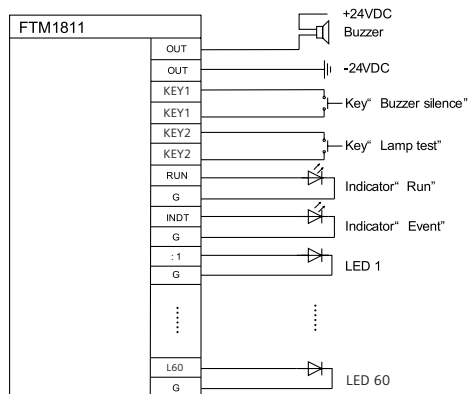 FTM1811
+24VDC
Buzzer
OUT
OUT
-24VDC
KEY1
KEY1
Key“ Buzzer silence”
KEY2
KEY2
Key“ Lamp test”
RUN
G
Indicator“ Run”
INDT
G
Indicator“ Event”
: 1
G
LED 1
L60
G
LED 60